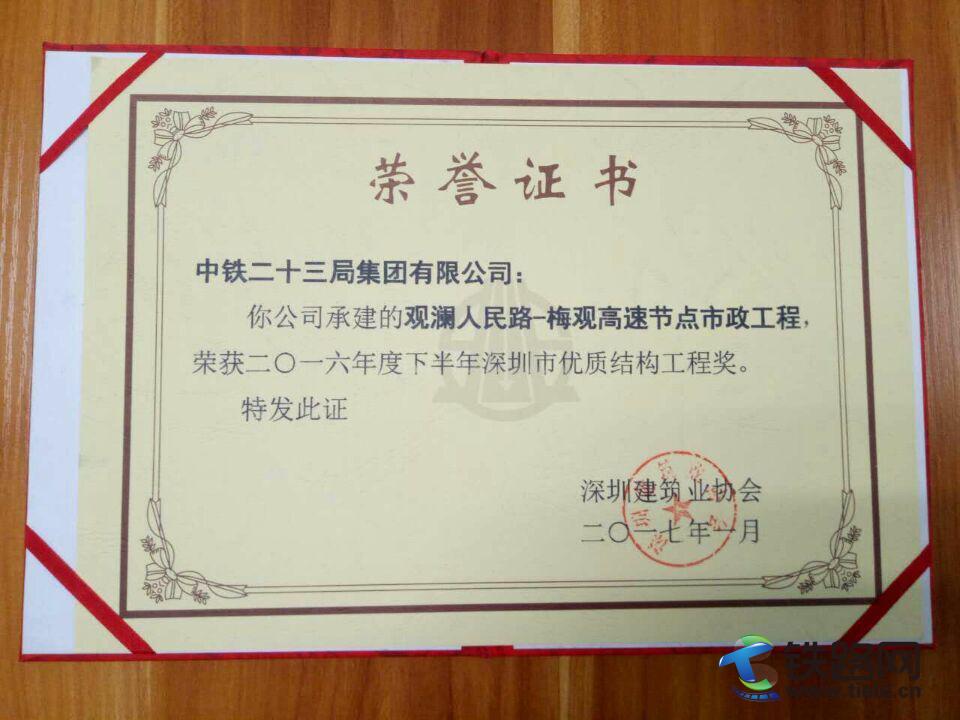 荣誉证书
中铁二十三局集团有限公司：
你公司承建的观澜人民路-梅观高速节点市政工程，
荣获二〇一六年度下半年深圳市优质结构工程奖。
特发此证
深圳建筑业协会
二〇一七年一月
铁路网